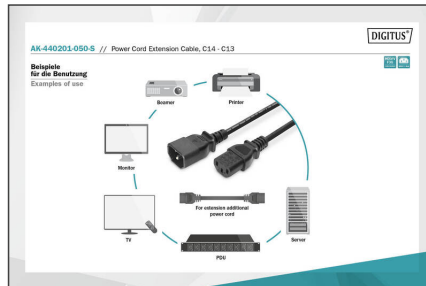 DIGITUS®
AK-440201-050-S // Power Cord Extension Cable, C14 - C13
Beispiele
für die Benutzung
Examples of use
Boomer
Printer
Monitor
For extension additional
power cord
TV
Server
PDU